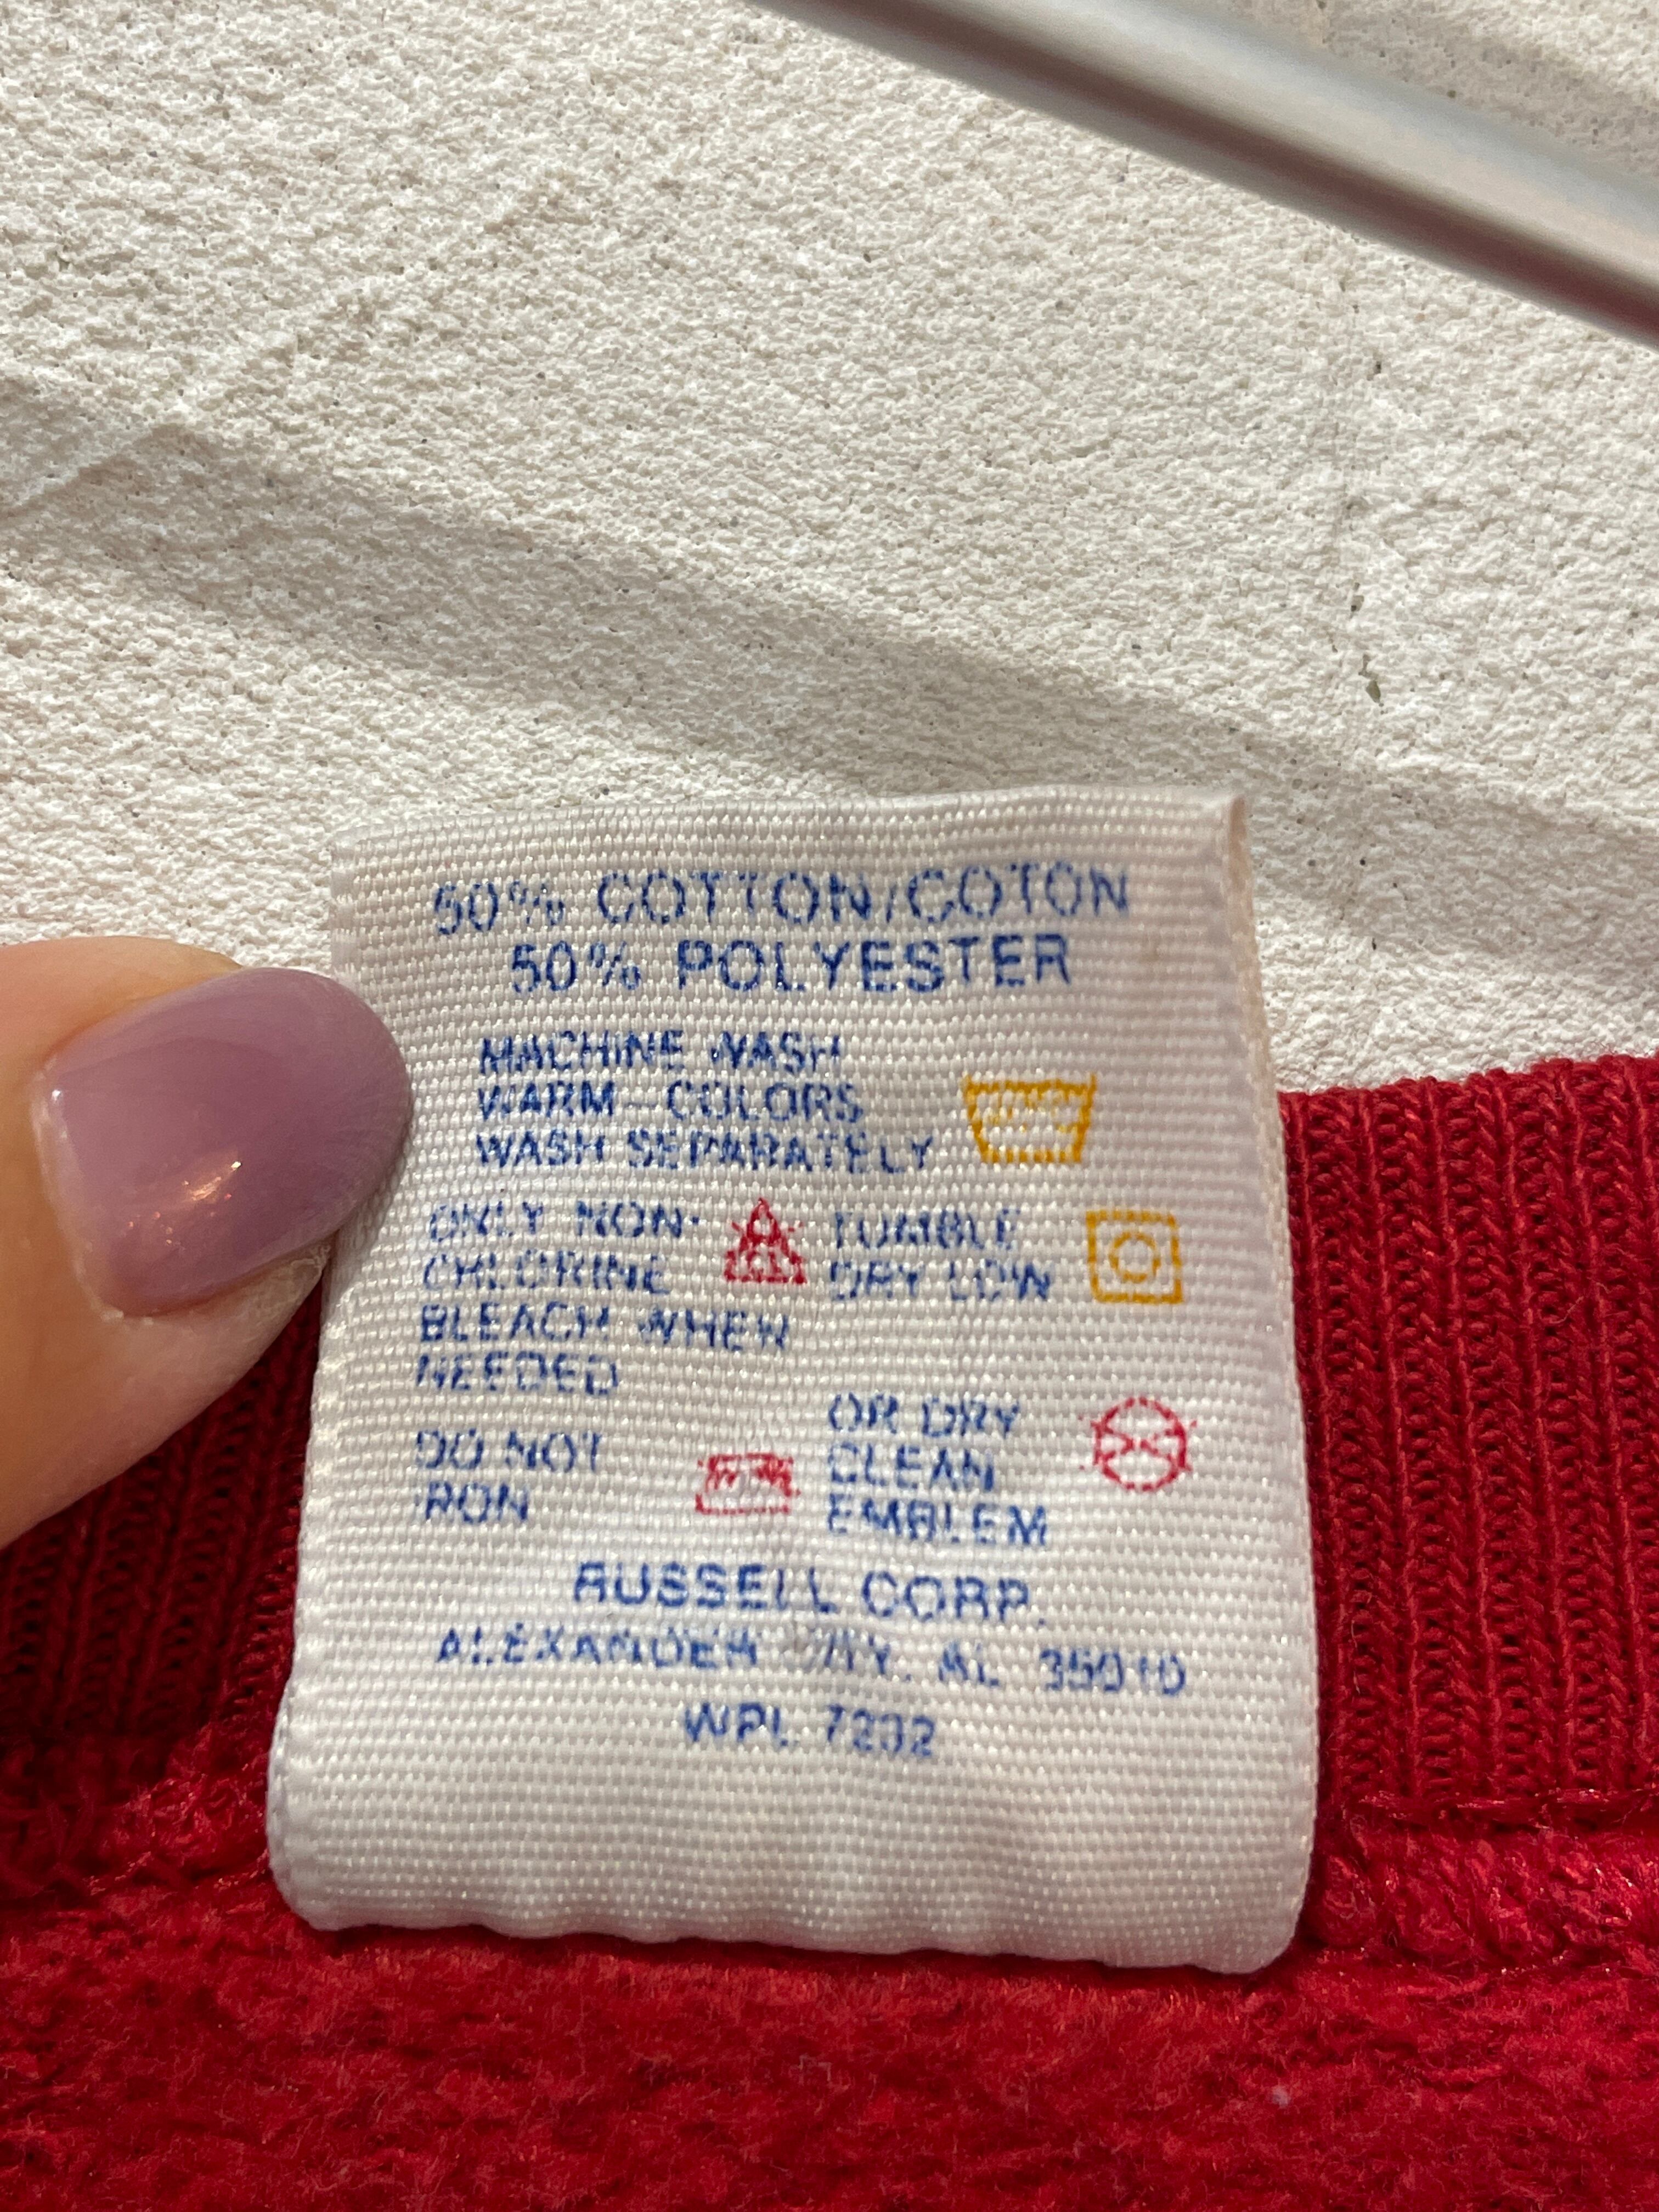 50% COTTON/COTON
50% POLYESTER
MACHINE WASH
WARM-COLORS
WASH SEPARATELY
ONLY NON-
CHLORINE
BLEACH WHEN
NEEDED
TUMBLE
DRY LOW
DO NOT
IRON
OR DRY
CLEAN
EMBLEM
RUSSELL CORP.
ALEXANDER CITY, AL 35010
WPL